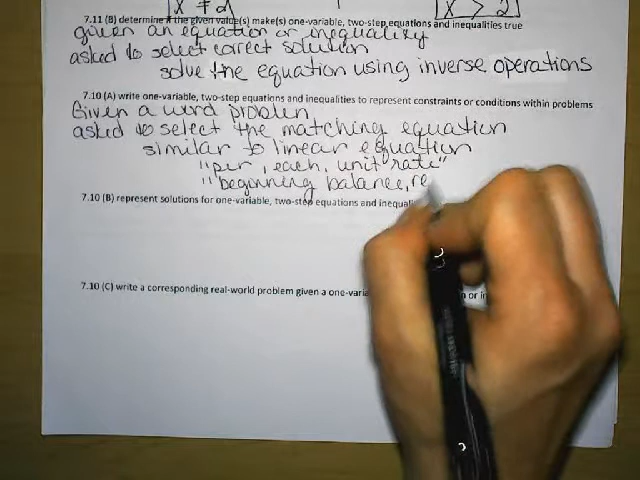 x ≠ 2
x > 2
7.11 (B) determine if the given value(s) make(s) one-variable, two-step equations and inequalities true
given an equation or inequality
asked to select correct solution
solve the equation using inverse operations
7.10 (A) write one-variable, two-step equations and inequalities to represent constraints or conditions within problems
Given a word problem
asked to select the matching equation
similar to linear equation
"per, each, unit rate"
"beginning balance, re
7.10 (B) represent solutions for one-variable, two-step equations and inequali
7.10 (C) write a corresponding real-world problem given a one-varia